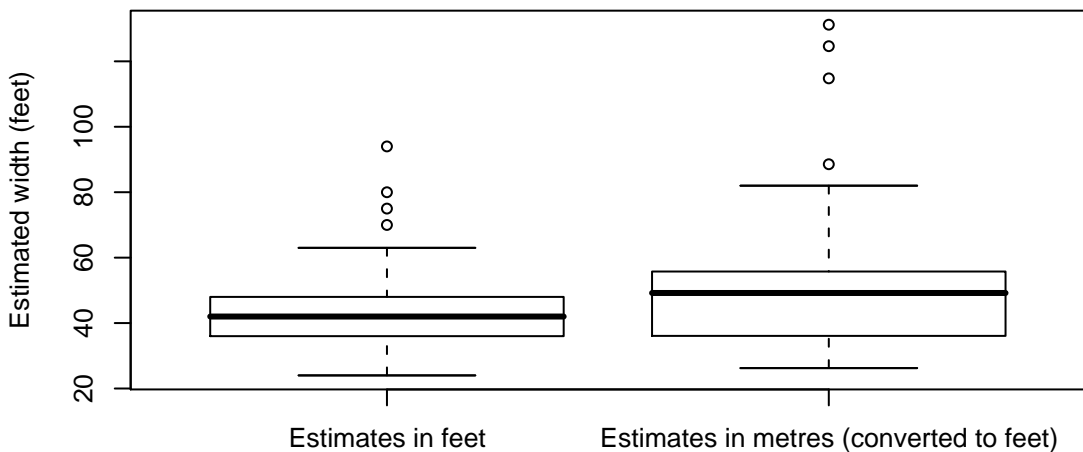 Estimated width (feet)
100
80
60
40
20
Estimates in feet
Estimates in metres (converted to feet)